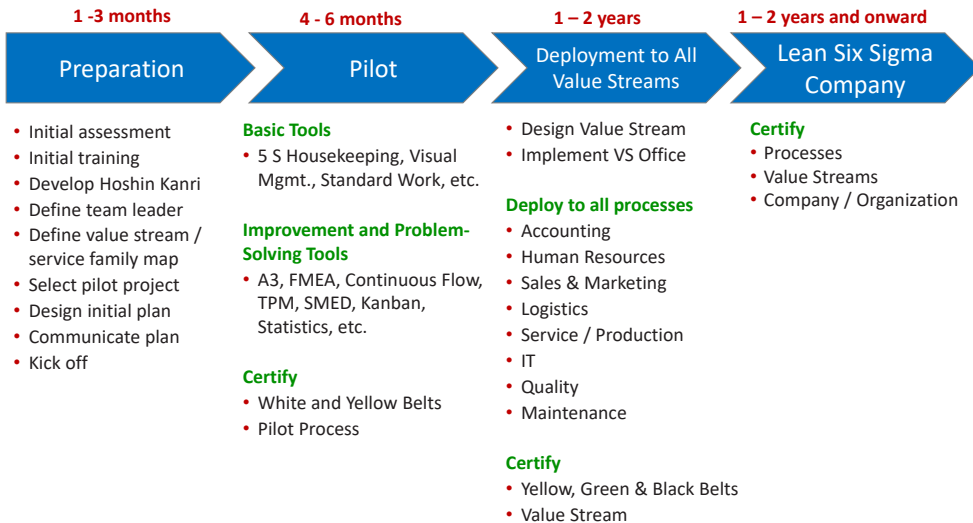 1 -3 months
Preparation
• Initial assessment
• Initial training
• Develop Hoshin Kanri
• Define team leader
• Define value stream /
service family map
• Select pilot project
• Design initial plan
• Communicate plan
• Kick off
4 - 6 months
Pilot
Basic Tools
• 5 S Housekeeping, Visual
Mgmt., Standard Work, etc.
Improvement and Problem-
Solving Tools
• A3, FMEA, Continuous Flow,
TPM, SMED, Kanban,
Statistics, etc.
Certify
• White and Yellow Belts
• Pilot Process
1 – 2 years
Deployment to All
Value Streams
• Design Value Stream
• Implement VS Office
Deploy to all processes
• Accounting
• Human Resources
• Sales & Marketing
• Logistics
• Service / Production
• IT
• Quality
• Maintenance
Certify
• Yellow, Green & Black Belts
• Value Stream
1 – 2 years and onward
Lean Six Sigma
Company
Certify
• Processes
• Value Streams
• Company / Organization